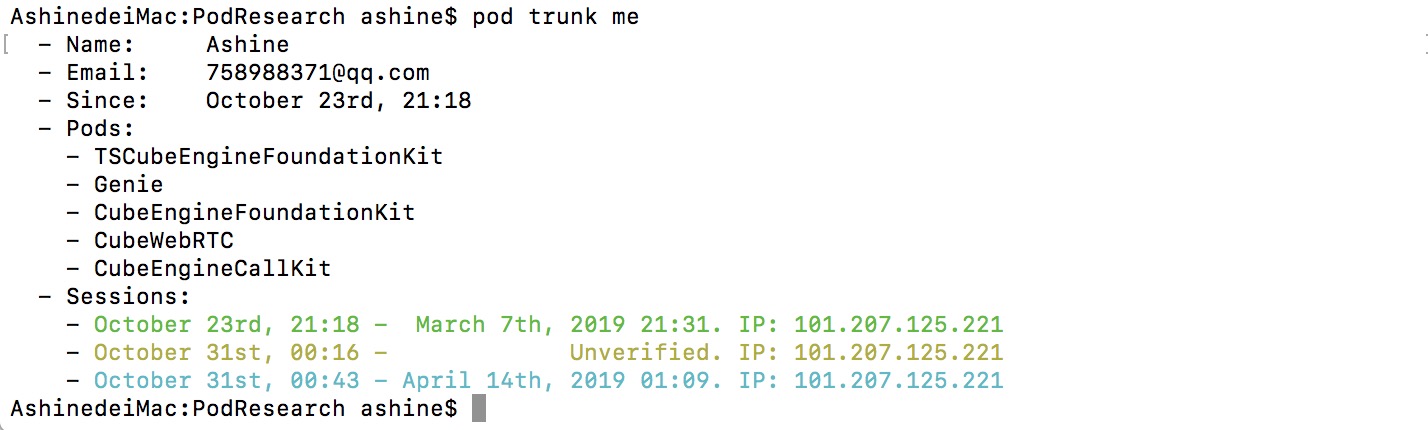 AshinedeiMac:PodResearch ashine$ pod trunk me
[ – Name: Ashine
– Email: 758988371@qq.com
– Since: October 23rd, 21:18
– Pods:
– TSCubeEngineFoundationKit
– Genie
– CubeEngineFoundationKit
– CubeWebRTC
– CubeEngineCallKit
– Sessions:
– October 23rd, 21:18 – March 7th, 2019 21:31. IP: 101.207.125.221
– October 31st, 00:16 – Unverified. IP: 101.207.125.221
– October 31st, 00:43 – April 14th, 2019 01:09. IP: 101.207.125.221
AshinedeiMac:PodResearch ashine$